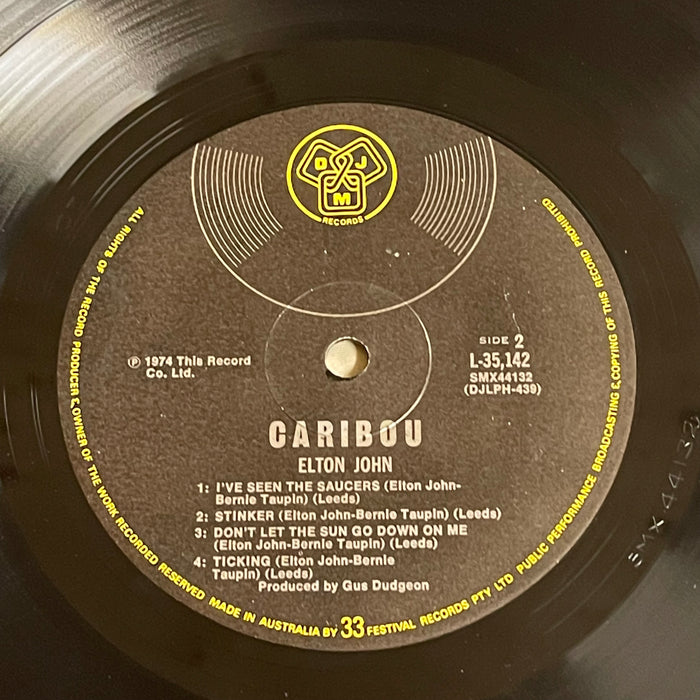 DJM
RECORDS
ALL RIGHTS OF THE RECORD PRODUCER & OWNER OF THE WORK RECORDED RESERVED MADE IN AUSTRALIA BY 33 FESTIVAL RECORDS PTY LTD PUBLIC PERFORMANCE BROADCASTING & COPYING OF THIS RECORD PROHIBITED
SIDE 2
L-35,142
SMX44132
(DJLPH-439)
℗ 1974 This Record
Co. Ltd.
CARIBOU
ELTON JOHN
1: I'VE SEEN THE SAUCERS (Elton John-
Bernie Taupin) (Leeds)
2: STINKER (Elton John-Bernie Taupin) (Leeds)
3: DON'T LET THE SUN GO DOWN ON ME
(Elton John-Bernie Taupin) (Leeds)
4: TICKING (Elton John-Bernie
Taupin) (Leeds)
Produced by Gus Dudgeon
SMX 44132